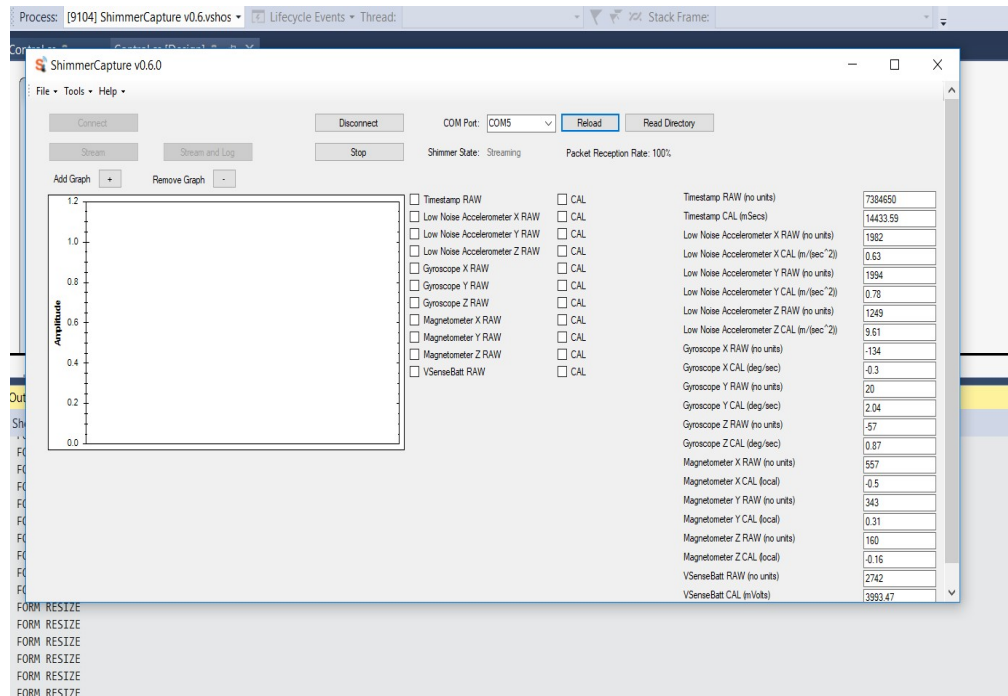 Process: [9104] ShimmerCapture v0.6.vshos Lifecycle Events Thread: Stack Frame:
Control.cs [Design]
ShimmerCapture v0.6.0
File Tools Help
Connect Disconnect COM Port: COM5 Reload Read Directory
Stream Stream and Log Stop Shimmer State: Streaming Packet Reception Rate: 100%
Add Graph + Remove Graph -
Amplitude
1.2
1.0
0.8
0.6
0.4
0.2
0.0
Timestamp RAW CAL
Low Noise Accelerometer X RAW CAL
Low Noise Accelerometer Y RAW CAL
Low Noise Accelerometer Z RAW CAL
Gyroscope X RAW CAL
Gyroscope Y RAW CAL
Gyroscope Z RAW CAL
Magnetometer X RAW CAL
Magnetometer Y RAW CAL
Magnetometer Z RAW CAL
VSenseBatt RAW CAL
Timestamp RAW (no units) 7384650
Timestamp CAL (mSecs) 14433.59
Low Noise Accelerometer X RAW (no units) 1982
Low Noise Accelerometer X CAL (m/(sec^2)) 0.63
Low Noise Accelerometer Y RAW (no units) 1994
Low Noise Accelerometer Y CAL (m/(sec^2)) 0.78
Low Noise Accelerometer Z RAW (no units) 1249
Low Noise Accelerometer Z CAL (m/(sec^2)) 9.61
Gyroscope X RAW (no units) -134
Gyroscope X CAL (deg/sec) -0.3
Gyroscope Y RAW (no units) 20
Gyroscope Y CAL (deg/sec) 2.04
Gyroscope Z RAW (no units) -57
Gyroscope Z CAL (deg/sec) 0.87
Magnetometer X RAW (no units) 557
Magnetometer X CAL (local) -0.5
Magnetometer Y RAW (no units) 343
Magnetometer Y CAL (local) 0.31
Magnetometer Z RAW (no units) 160
Magnetometer Z CAL (local) -0.16
VSenseBatt RAW (no units) 2742
VSenseBatt CAL (mVolts) 3993.47
FORM RESIZE
FORM RESIZE
FORM RESIZE
FORM RESIZE
FORM RESIZE
FORM RESIZE